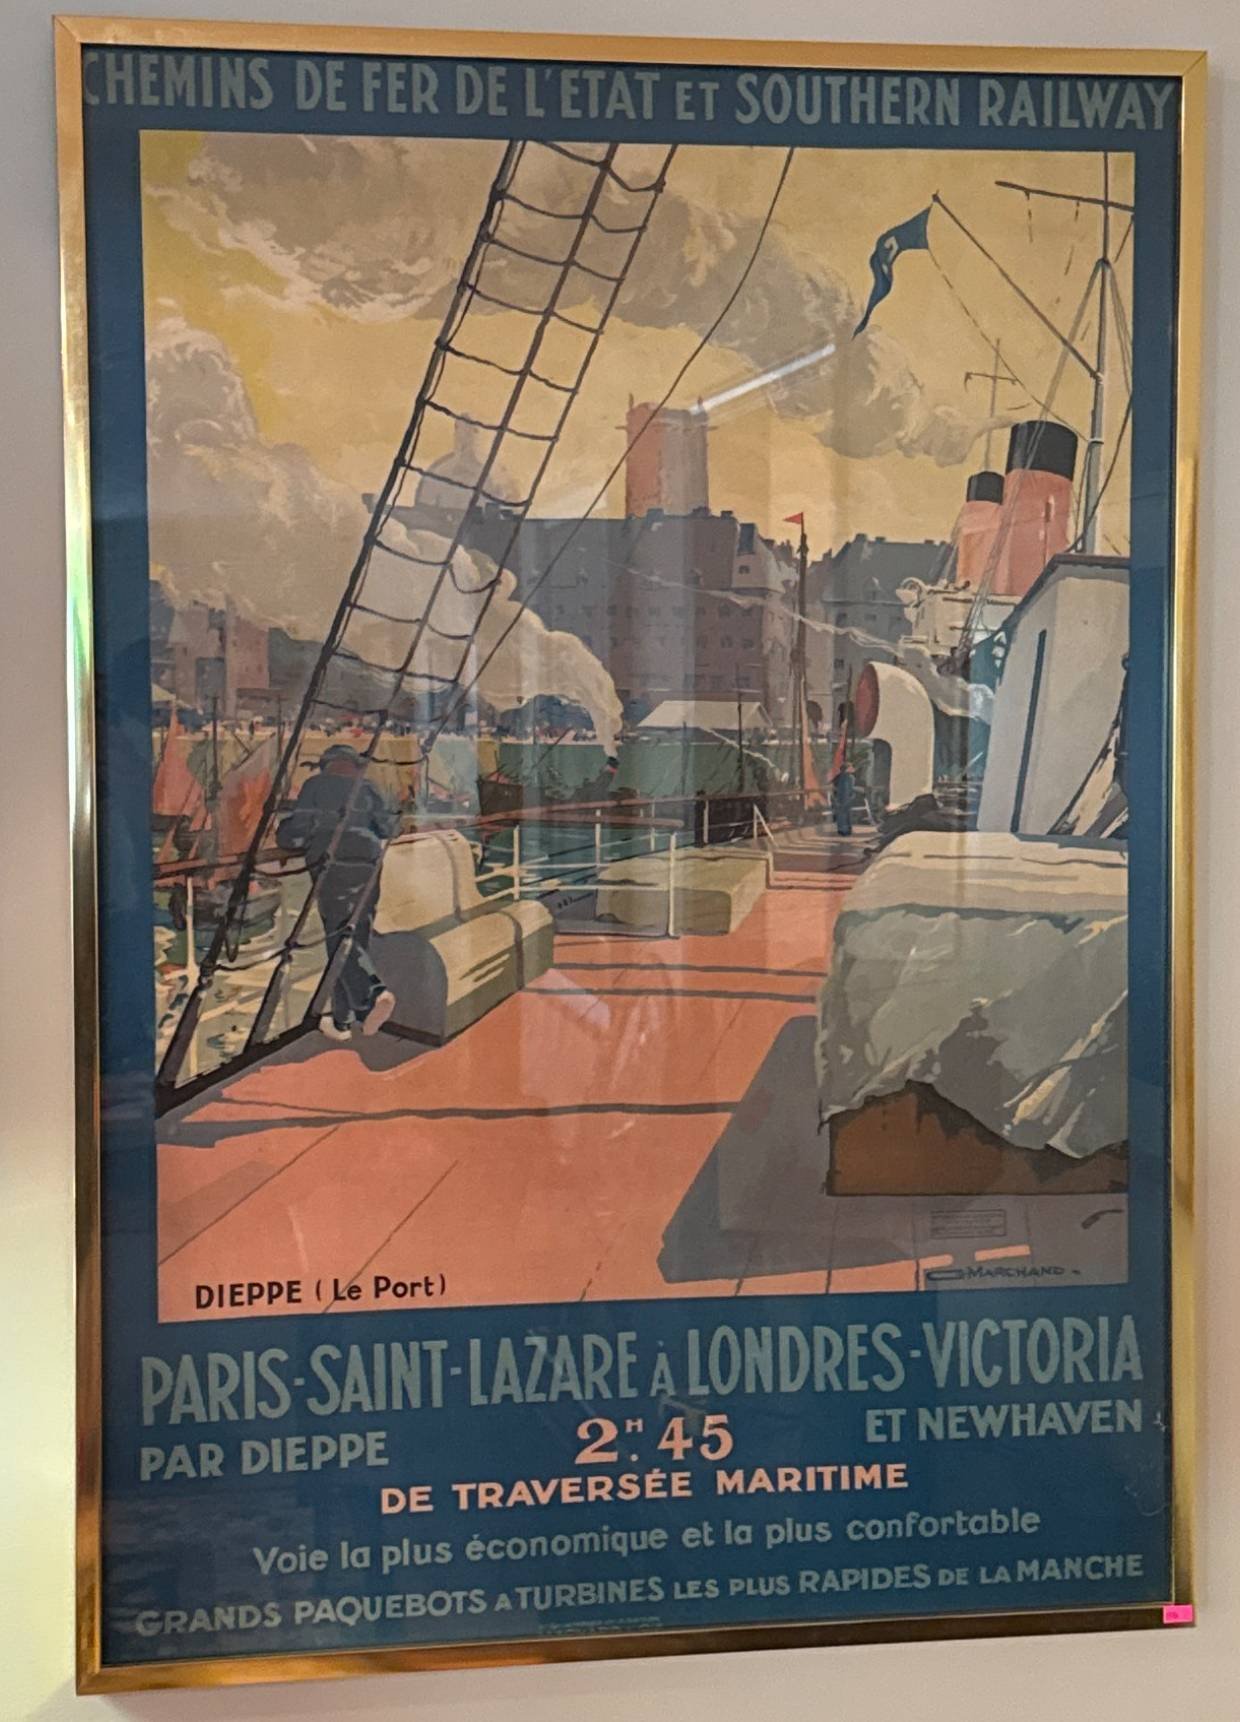 CHEMINS DE FER DE L'ETAT ET SOUTHERN RAILWAY
DIEPPE (Le Port)
G. MARCHAND
PARIS-SAINT-LAZARE À LONDRES-VICTORIA
PAR DIEPPE 2H.45 ET NEWHAVEN
DE TRAVERSÉE MARITIME
Voie la plus économique et la plus confortable
GRANDS PAQUEBOTS A TURBINES LES PLUS RAPIDES DE LA MANCHE